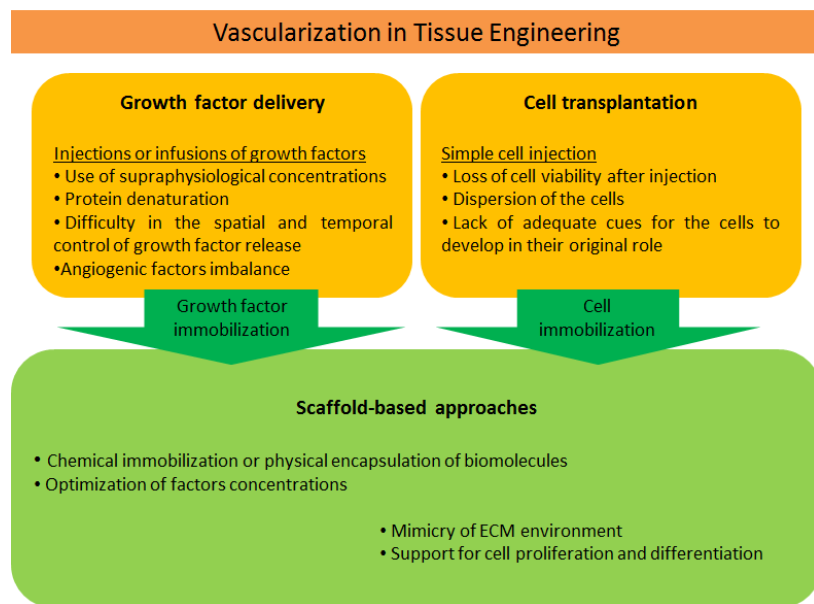 Vascularization in Tissue Engineering
Growth factor delivery
Injections or infusions of growth factors
• Use of supraphysiological concentrations
• Protein denaturation
• Difficulty in the spatial and temporal
control of growth factor release
•Angiogenic factors imbalance
Cell transplantation
Simple cell injection
• Loss of cell viability after injection
• Dispersion of the cells
• Lack of adequate cues for the cells to
develop in their original role
Growth factor
immobilization
Cell
immobilization
Scaffold-based approaches
• Chemical immobilization or physical encapsulation of biomolecules
• Optimization of factors concentrations
• Mimicry of ECM environment
• Support for cell proliferation and differentiation